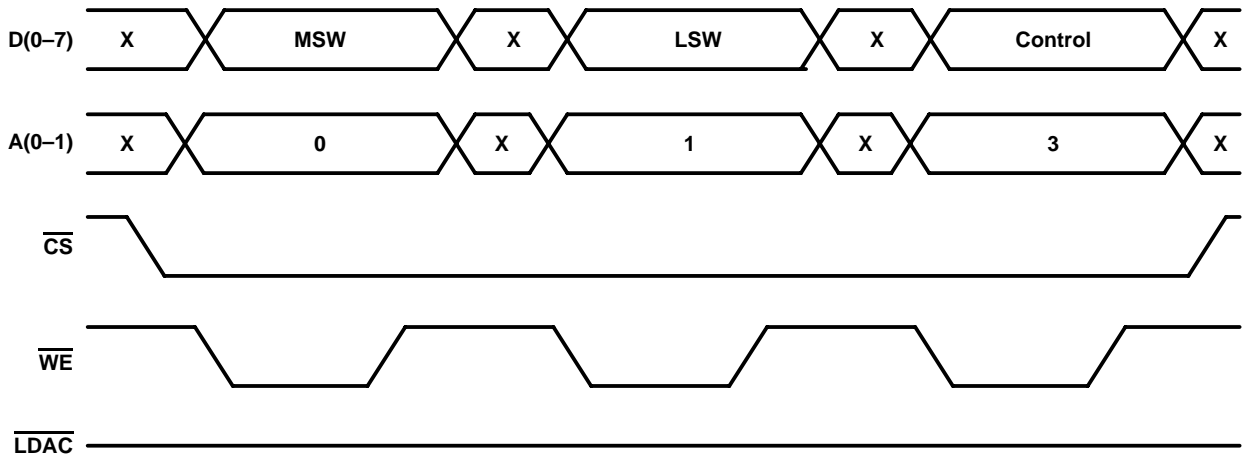 D(0–7) X MSW X LSW X Control X
A(0–1) X 0 X 1 X 3 X
CS
WE
LDAC